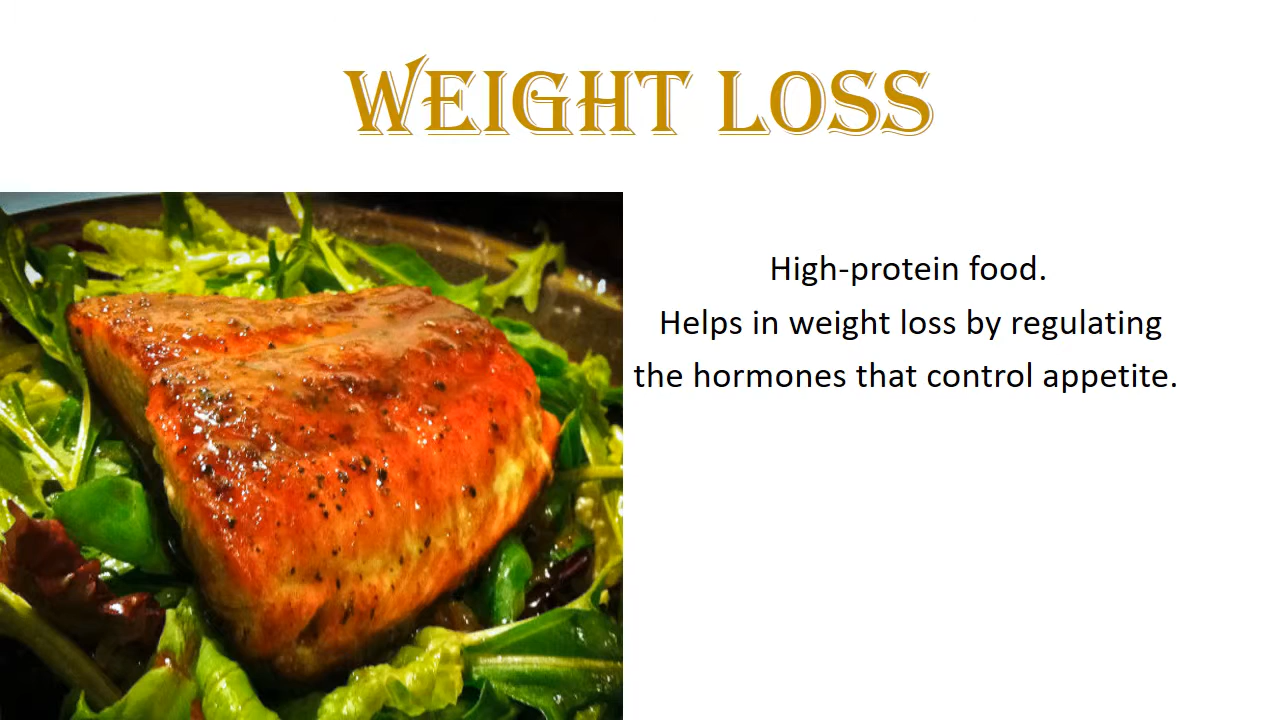 WEIGHT LOSS
High-protein food.
Helps in weight loss by regulating
the hormones that control appetite.